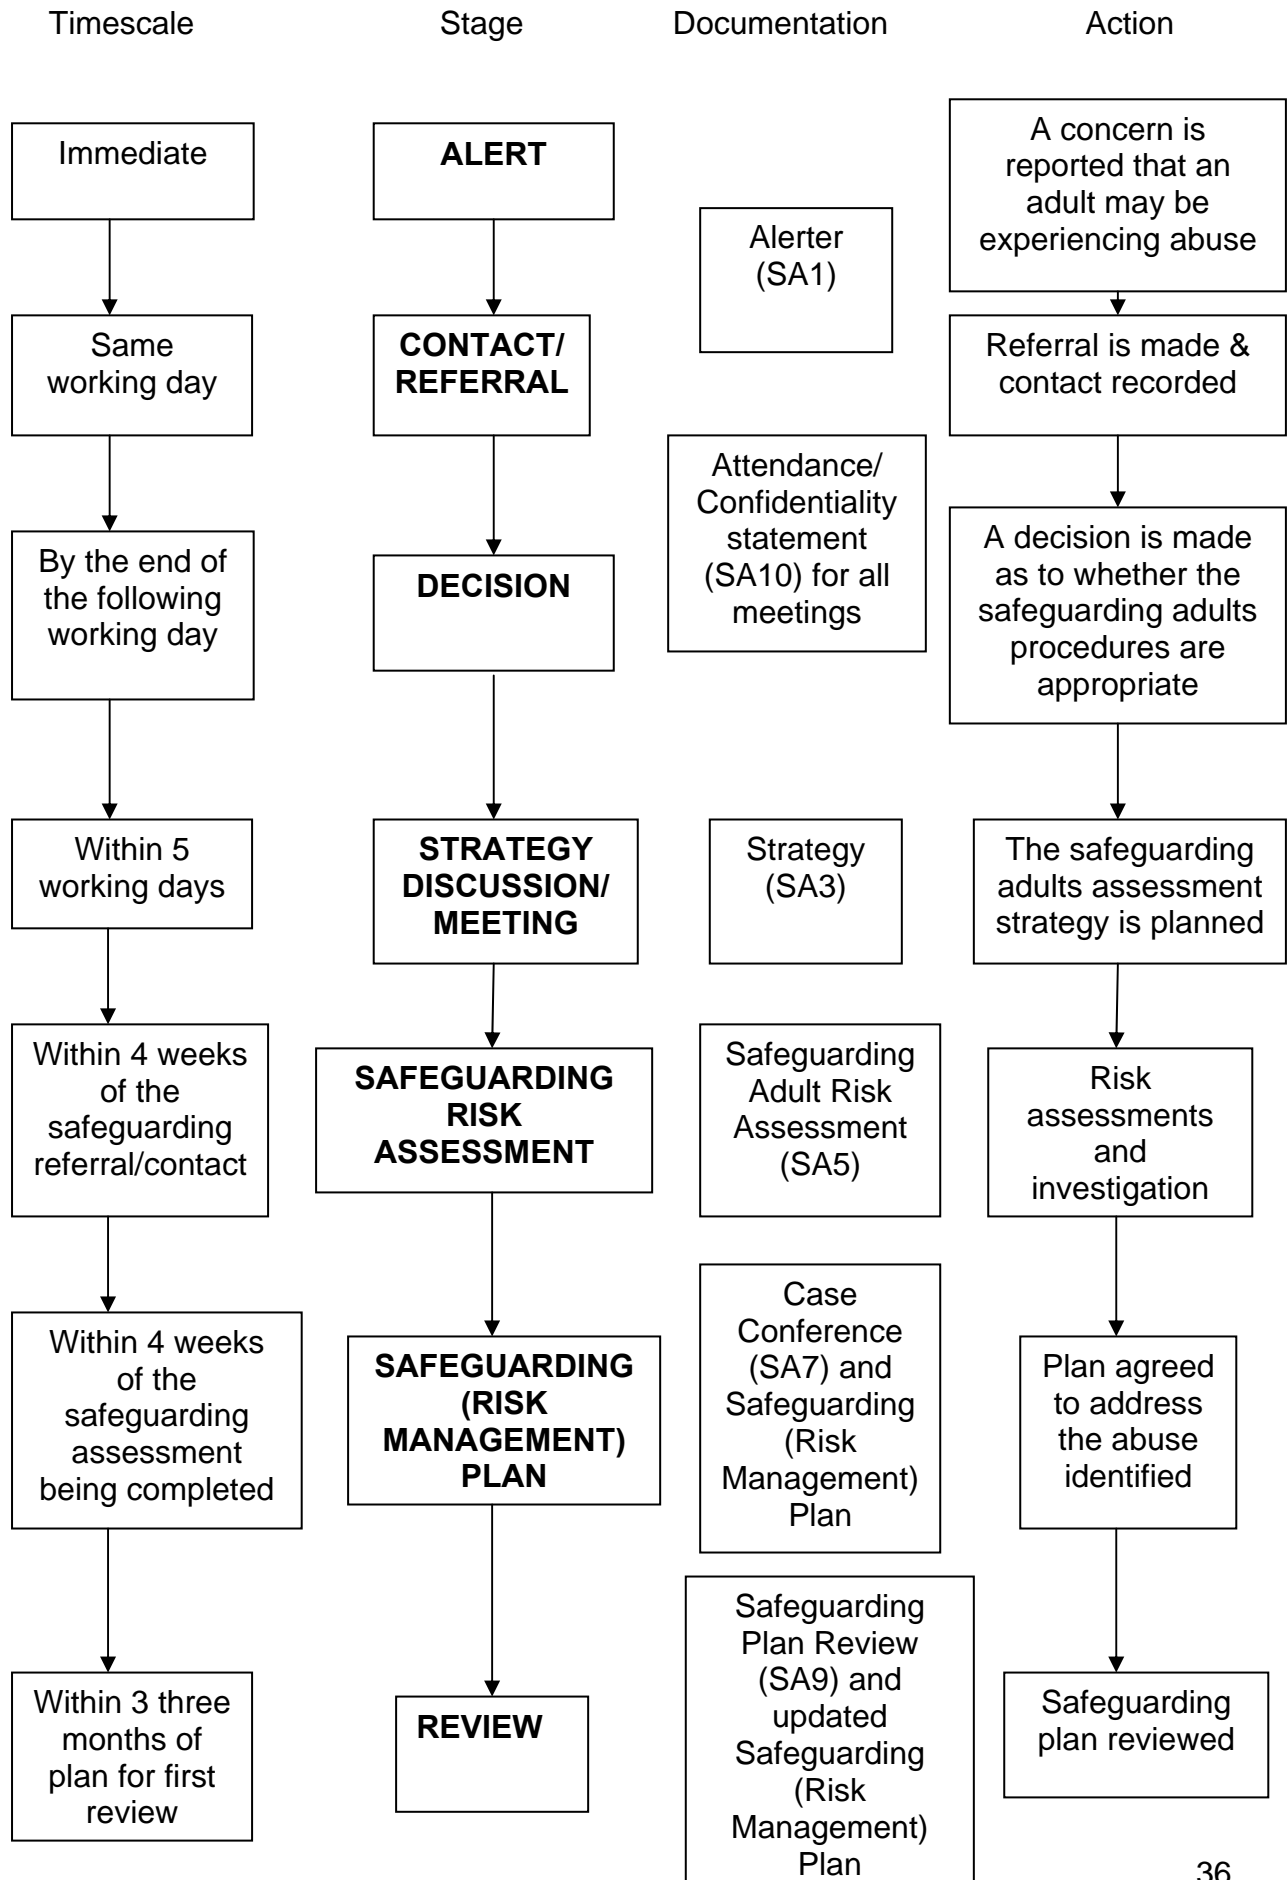 Timescale
Stage
Documentation
Action
Immediate
ALERT
Alerter
(SA1)
A concern is
reported that an
adult may be
experiencing abuse
Same
working day
CONTACT/
REFERRAL
Referral is made &
contact recorded
Attendance/
Confidentiality
statement
(SA10) for all
meetings
By the end of
the following
working day
DECISION
A decision is made
as to whether the
safeguarding adults
procedures are
appropriate
Within 5
working days
STRATEGY
DISCUSSION/
MEETING
Strategy
(SA3)
The safeguarding
adults assessment
strategy is planned
Within 4 weeks
of the
safeguarding
referral/contact
SAFEGUARDING
RISK
ASSESSMENT
Safeguarding
Adult Risk
Assessment
(SA5)
Risk
assessments
and
investigation
Within 4 weeks
of the
safeguarding
assessment
being completed
SAFEGUARDING
(RISK
MANAGEMENT)
PLAN
Case
Conference
(SA7) and
Safeguarding
(Risk
Management)
Plan
Plan agreed
to address
the abuse
identified
Within 3 three
months of
plan for first
review
REVIEW
Safeguarding
Plan Review
(SA9) and
updated
Safeguarding
(Risk
Management)
Plan
Safeguarding
plan reviewed
36